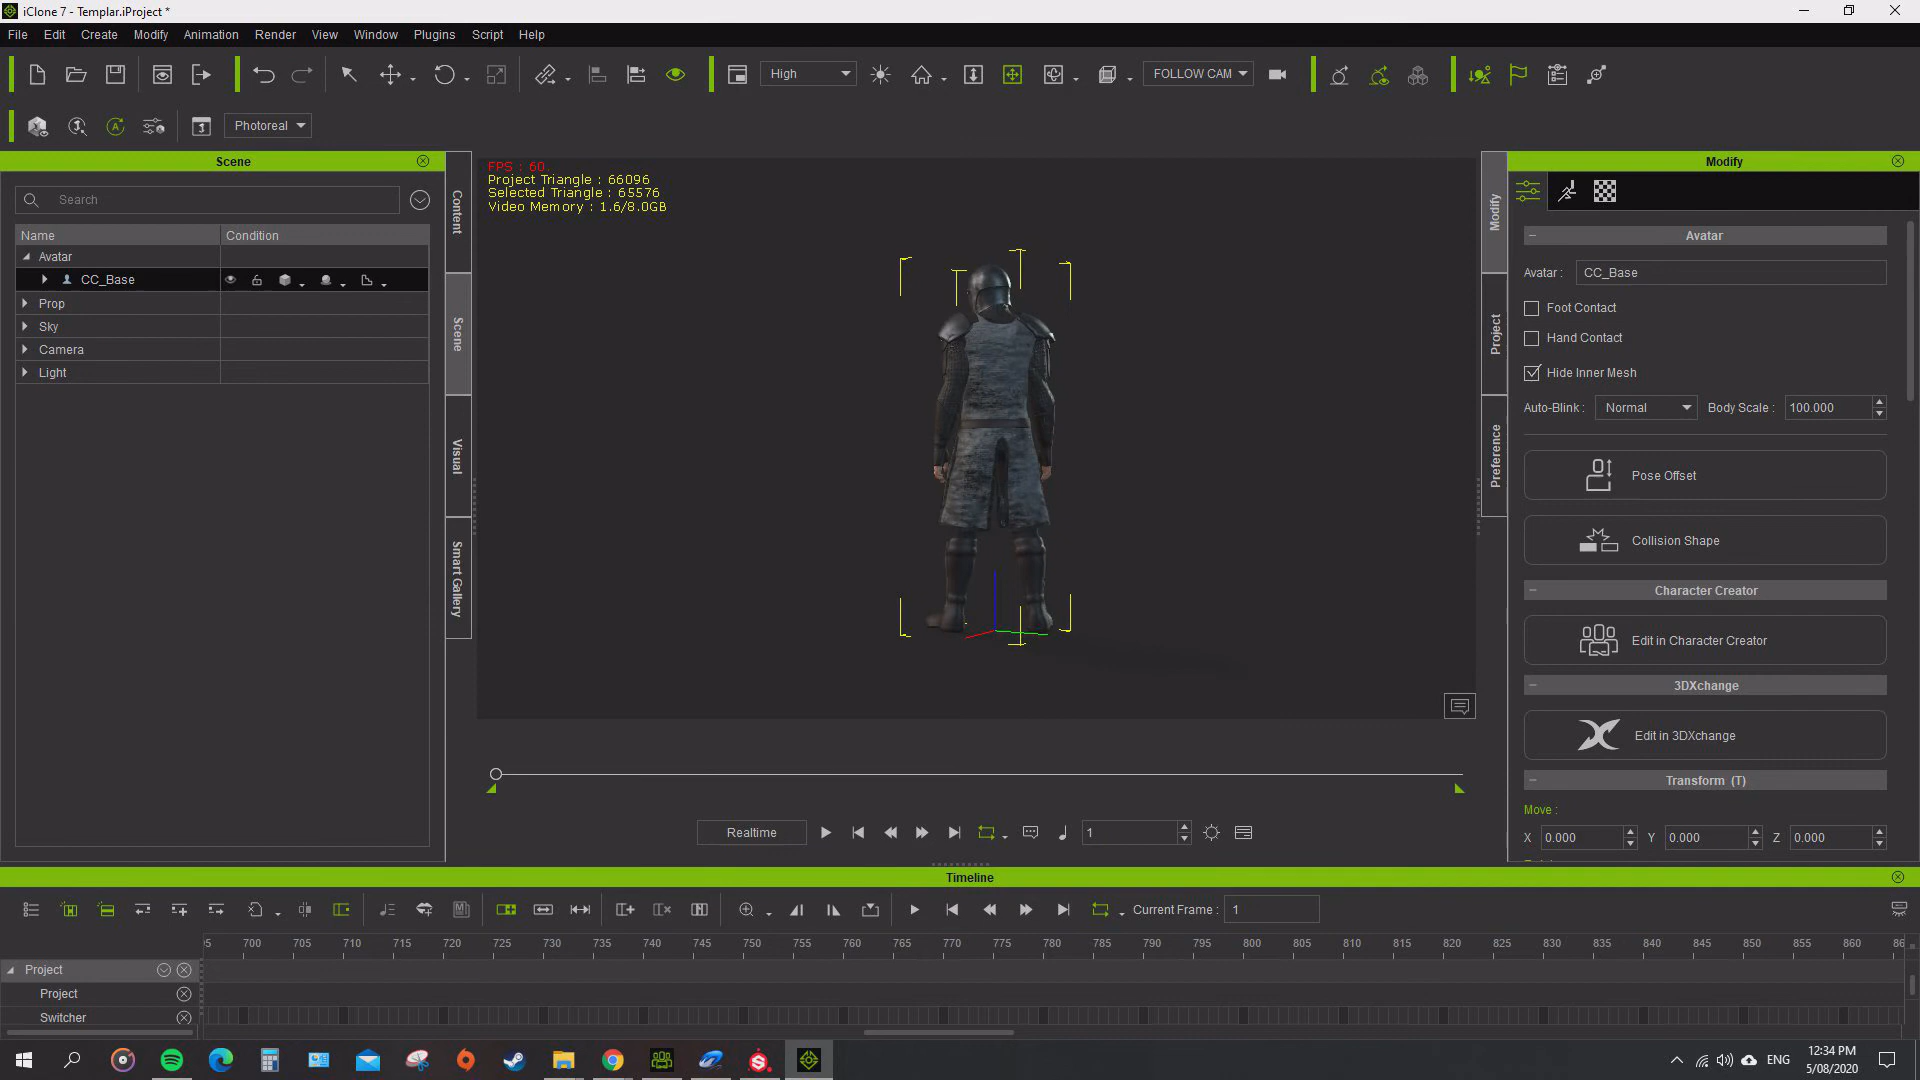 iClone 7 - Templar.iProject *
File Edit Create Modify Animation Render View Window Plugins Script Help
High FOLLOW CAM
Photoreal
Scene
Search
Name Condition
Avatar
CC_Base
Prop
Sky
Camera
Light
Content
Scene
Visual
Smart Gallery
FPS : 60
Project Triangle : 66096
Selected Triangle : 65576
Video Memory : 1.6/8.0GB
Modify
Project
Preference
Modify
Avatar
Avatar : CC_Base
Foot Contact
Hand Contact
Hide Inner Mesh
Auto-Blink : Normal Body Scale : 100.000
Pose Offset
Collision Shape
Character Creator
Edit in Character Creator
3DXchange
Edit in 3DXchange
Transform (T)
Move :
X 0.000 Y 0.000 Z 0.000
Realtime 1
Timeline
Current Frame : 1
700 705 710 715 720 725 730 735 740 745 750 755 760 765 770 775 780 785 790 795 800 805 810 815 820 825 830 835 840 845 850 855 860
Project
Project
Switcher
ENG
12:34 PM
5/08/2020